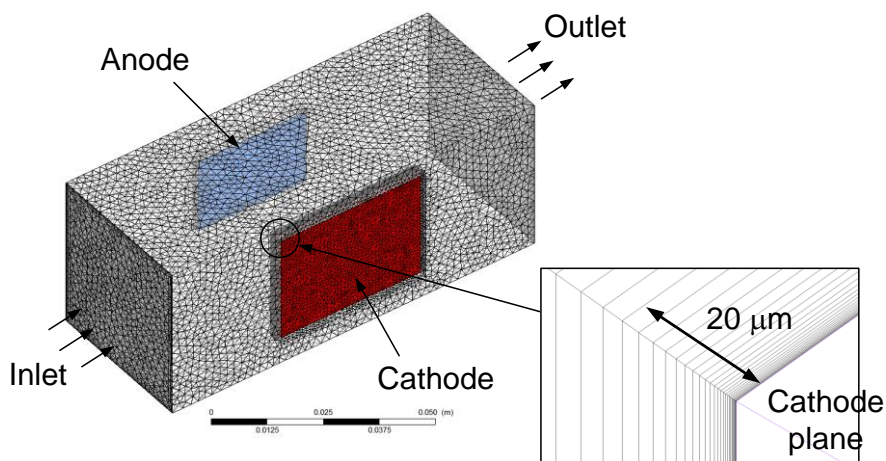 Outlet
Anode
20 μm
Inlet
Cathode
Cathode
plane
0 0.025 0.050 (m)
0.0125 0.0375